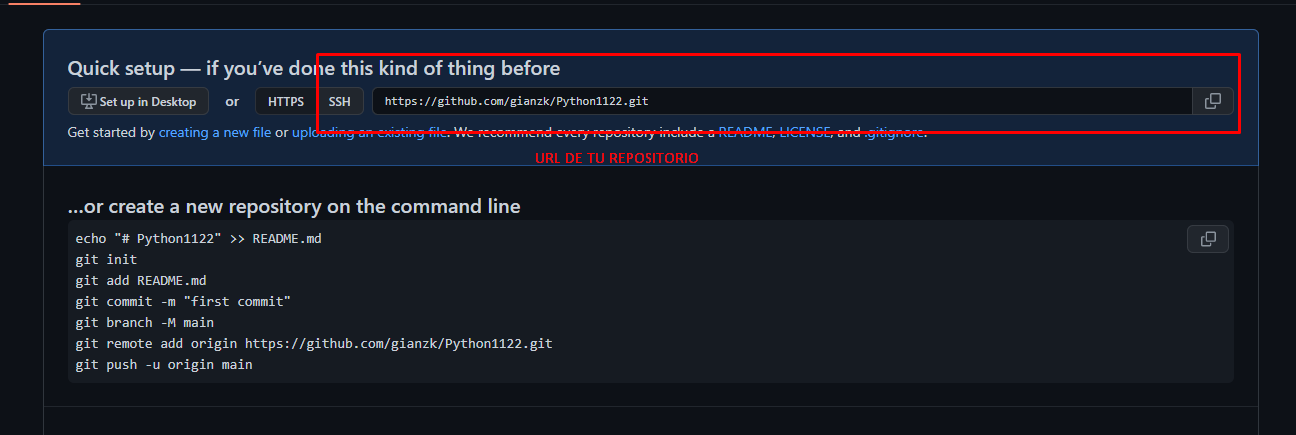 Quick setup — if you’ve done this kind of thing before
Set up in Desktop or HTTPS SSH https://github.com/gianzk/Python1122.git
Get started by creating a new file or uploading an existing file. We recommend every repository include a README, LICENSE, and .gitignore.
URL DE TU REPOSITORIO
…or create a new repository on the command line
echo "# Python1122" >> README.md
git init
git add README.md
git commit -m "first commit"
git branch -M main
git remote add origin https://github.com/gianzk/Python1122.git
git push -u origin main